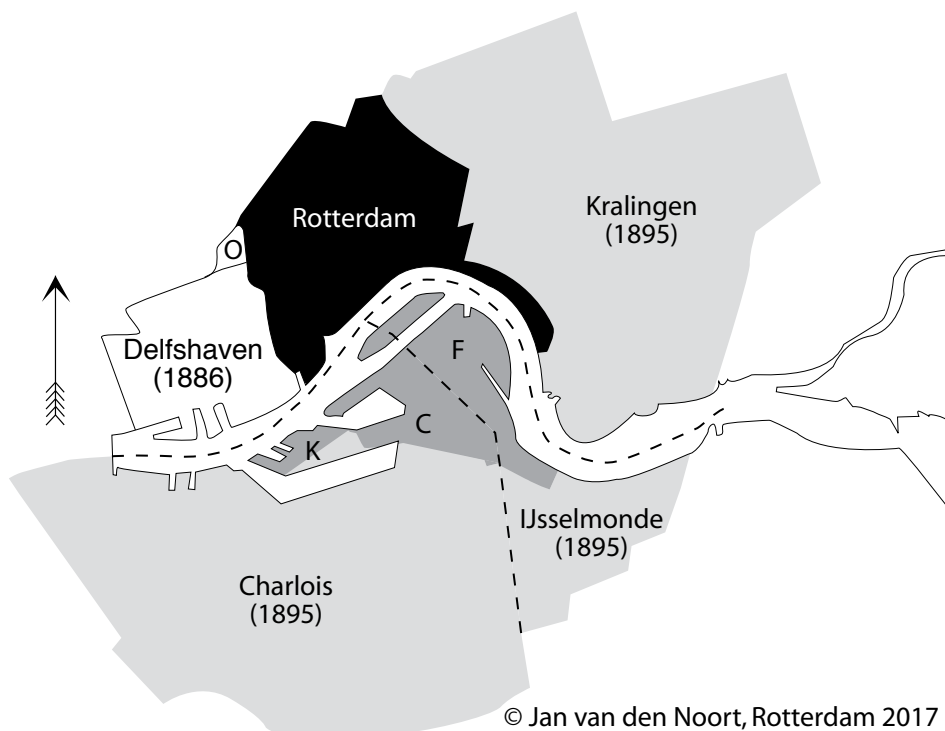 Rotterdam
Kralingen
(1895)
O
Delfshaven
(1886)
F
C
K
IJsselmonde
(1895)
Charlois
(1895)
© Jan van den Noort, Rotterdam 2017